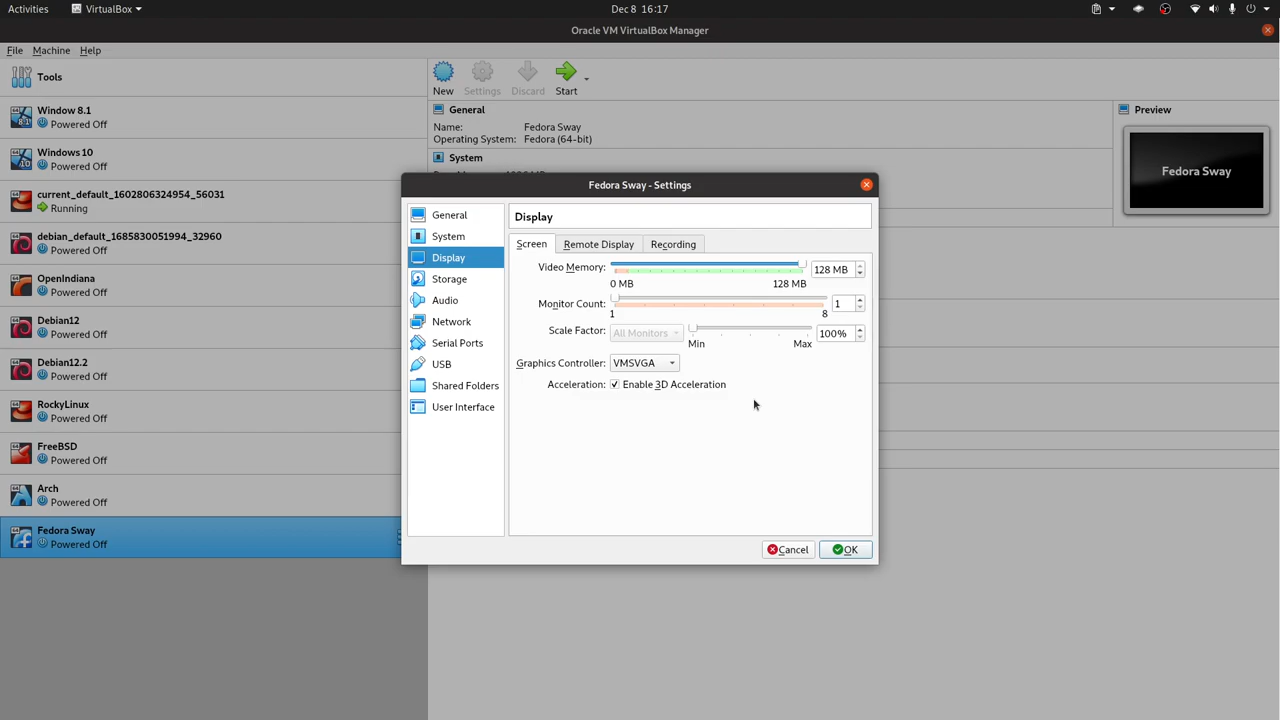 Activities
VirtualBox
Dec 8 16:17
Oracle VM VirtualBox Manager
File Machine Help
Tools
New
Settings
Discard
Start
Window 8.1
Powered Off
Windows 10
Powered Off
current_default_1602806324954_56031
Running
debian_default_1685830051994_32960
Powered Off
OpenIndiana
Powered Off
Debian12
Powered Off
Debian12.2
Powered Off
RockyLinux
Powered Off
FreeBSD
Powered Off
Arch
Powered Off
Fedora Sway
Powered Off
General
Name: Fedora Sway
Operating System: Fedora (64-bit)
System
Preview
Fedora Sway
Fedora Sway - Settings
General
System
Display
Storage
Audio
Network
Serial Ports
USB
Shared Folders
User Interface
Display
Screen Remote Display Recording
Video Memory: 128 MB
0 MB 128 MB
Monitor Count: 1
1 8
Scale Factor: All Monitors 100%
Min Max
Graphics Controller: VMSVGA
Acceleration: Enable 3D Acceleration
Cancel OK